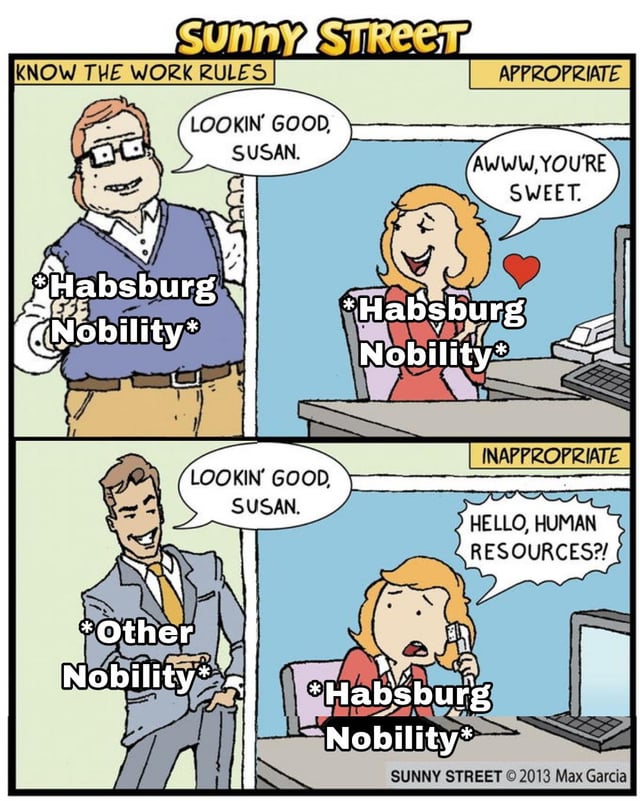 Sunny Street
KNOW THE WORK RULES
APPROPRIATE
LOOKIN' GOOD,
SUSAN.
AWWW, YOU'RE
SWEET.
*Habsburg
Nobility*
*Habsburg
Nobility*
INAPPROPRIATE
LOOKIN' GOOD,
SUSAN.
HELLO, HUMAN
RESOURCES?!
*Other
Nobility*
*Habsburg
Nobility*
SUNNY STREET © 2013 Max Garcia